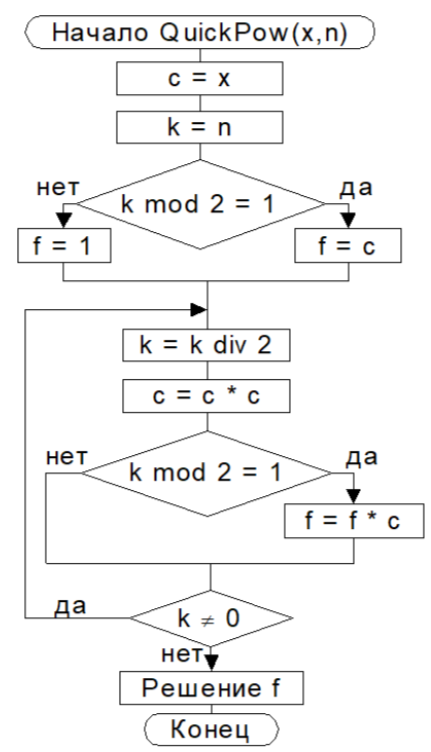 Начало QuickPow(x,n)
c = x
k = n
нет
k mod 2 = 1
да
f = 1
f = c
k = k div 2
c = c * c
нет
k mod 2 = 1
да
f = f * c
да
k ≠ 0
нет
Решение f
Конец